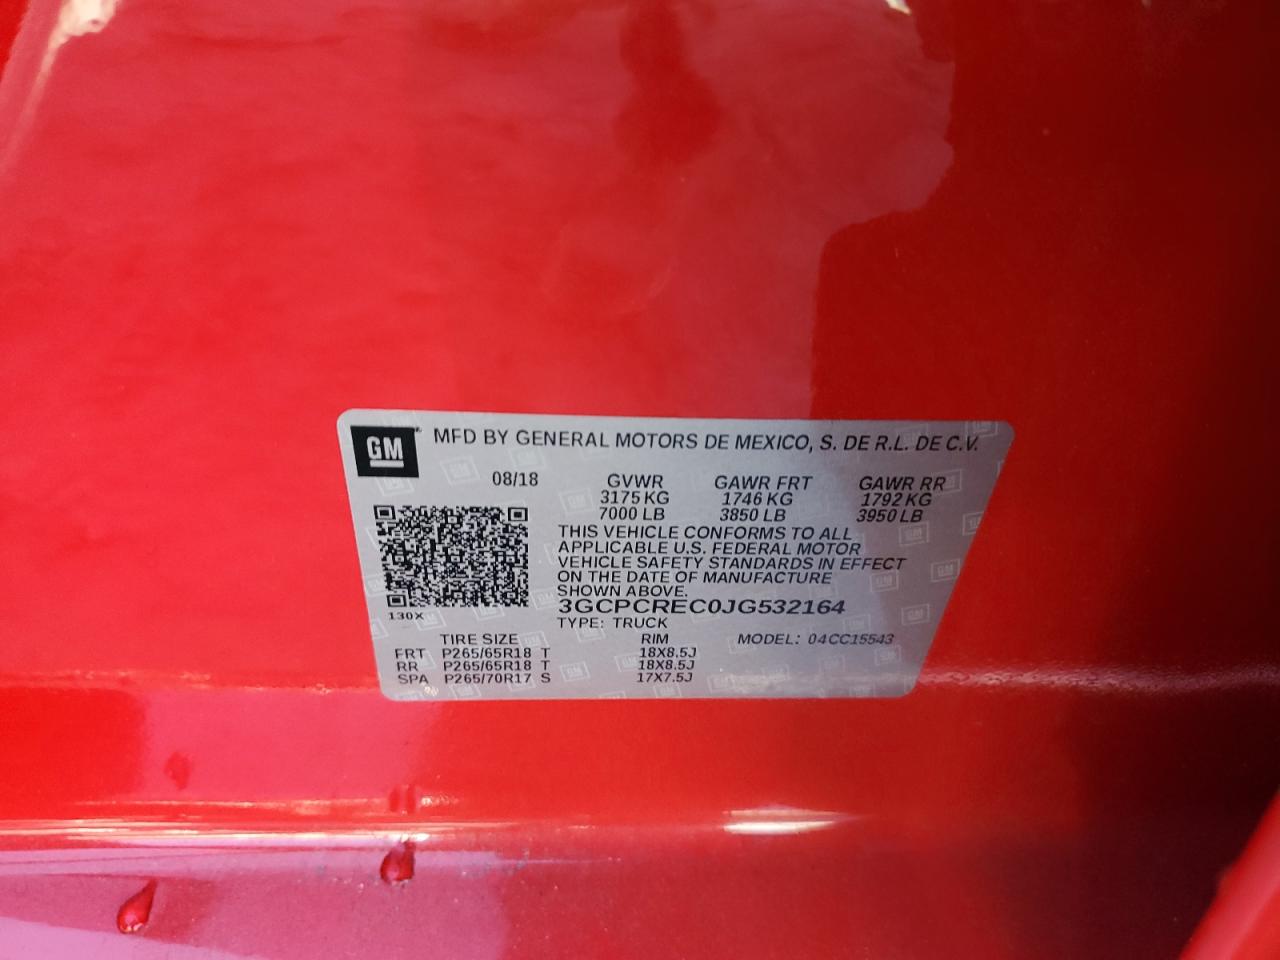 GM MFD BY GENERAL MOTORS DE MEXICO, S. DE R.L. DE C.V.
08/18 GVWR GAWR FRT GAWR RR
3175 KG 1746 KG 1792 KG
7000 LB 3850 LB 3950 LB
THIS VEHICLE CONFORMS TO ALL
APPLICABLE U.S. FEDERAL MOTOR
VEHICLE SAFETY STANDARDS IN EFFECT
ON THE DATE OF MANUFACTURE
SHOWN ABOVE.
3GCPCREC0JG532164
130X
TYPE: TRUCK
TIRE SIZE RIM MODEL: 04CC15543
FRT P265/65R18 T 18X8.5J
RR P265/65R18 T 18X8.5J
SPA P265/70R17 S 17X7.5J